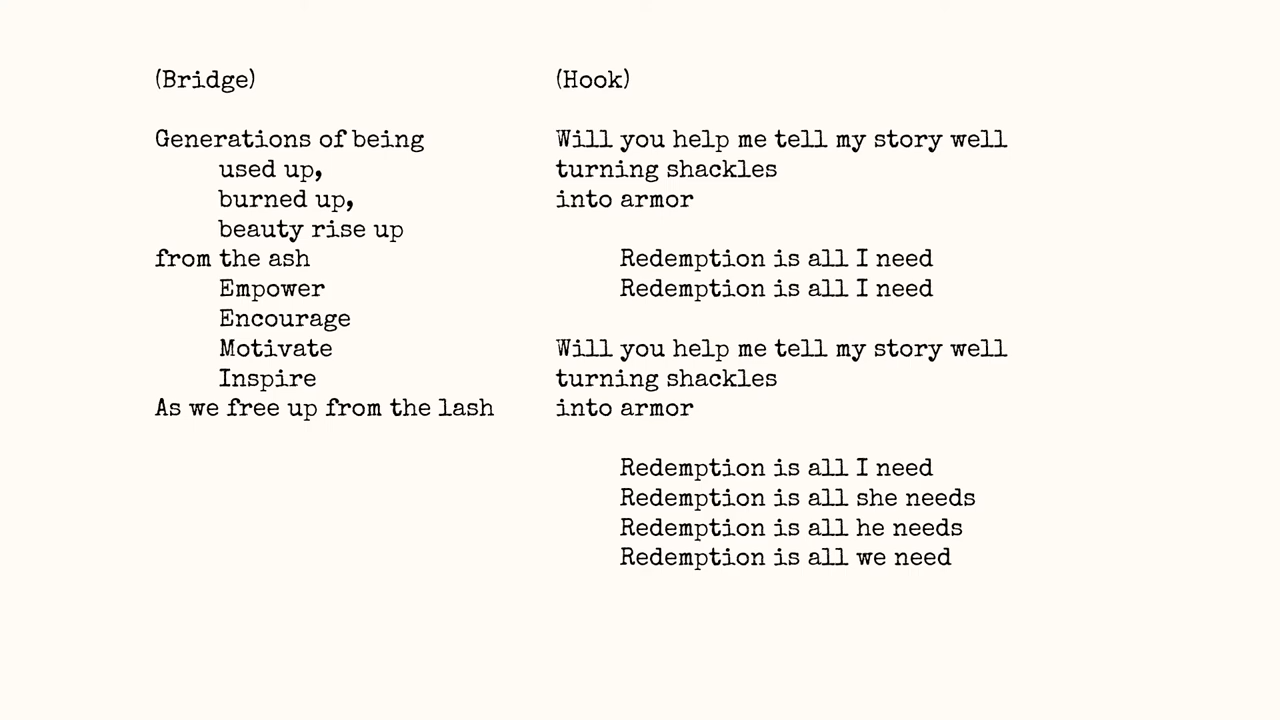 (Bridge)
Generations of being
used up,
burned up,
beauty rise up
from the ash
Empower
Encourage
Motivate
Inspire
As we free up from the lash
(Hook)
Will you help me tell my story well
turning shackles
into armor
Redemption is all I need
Redemption is all I need
Will you help me tell my story well
turning shackles
into armor
Redemption is all I need
Redemption is all she needs
Redemption is all he needs
Redemption is all we need